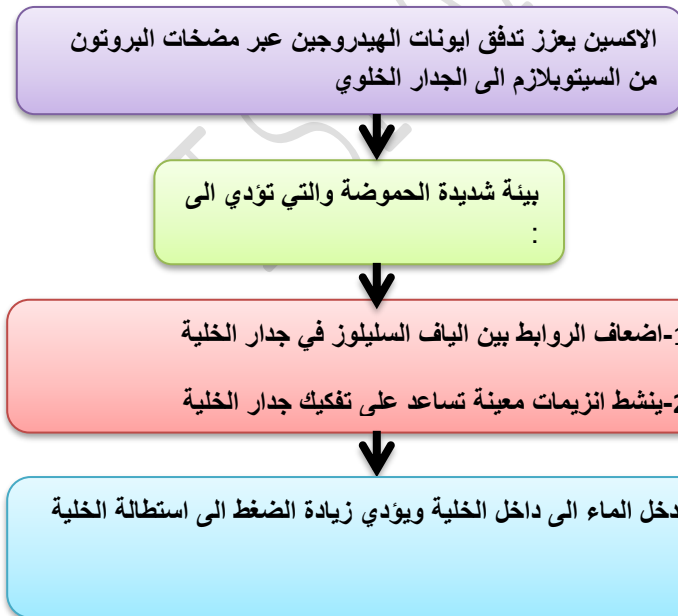 الاكسين يعزز تدفق ايونات الهيدروجين عبر مضخات البروتون
من السيتوبلازم الى الجدار الخلوي
بيئة شديدة الحموضة والتي تؤدي الى
:
1-اضعاف الروابط بين الياف السليلوز في جدار الخلية
2-ينشط انزيمات معينة تساعد على تفكيك جدار الخلية
دخل الماء الى داخل الخلية ويؤدي زيادة الضغط الى استطالة الخلية